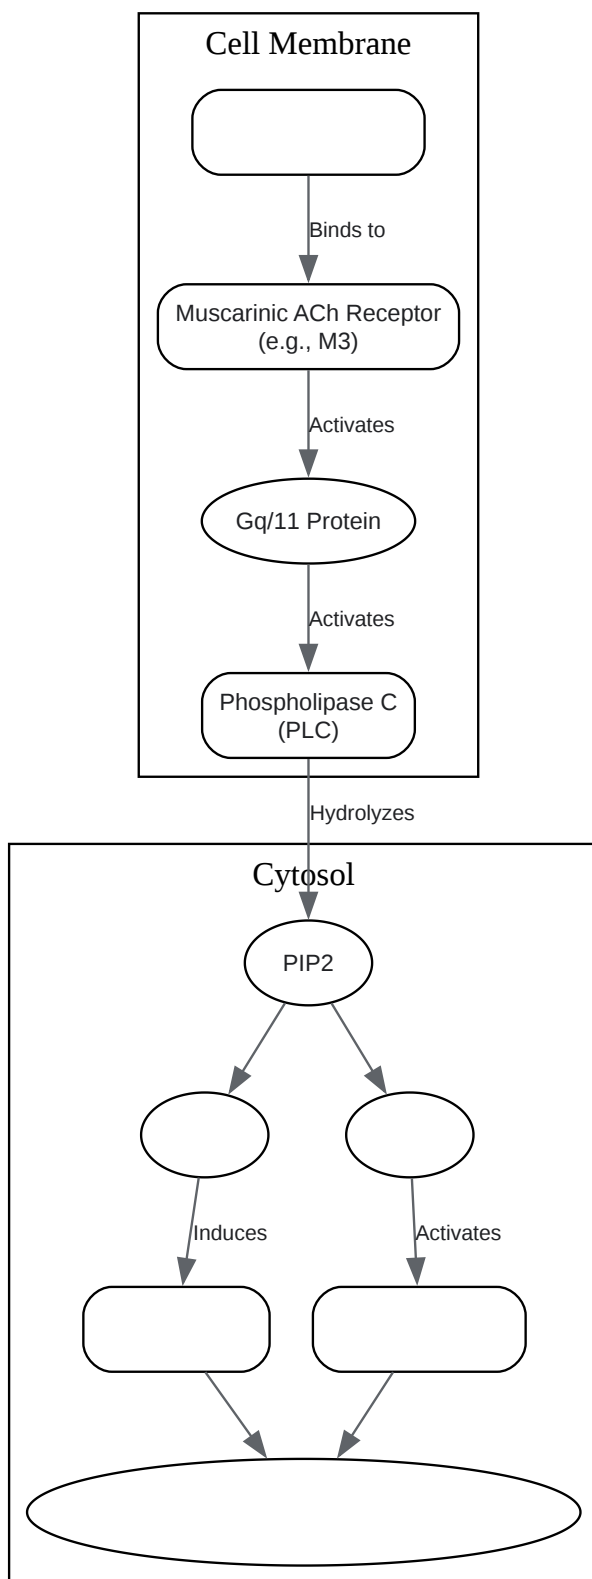 Cell Membrane
Binds to
Muscarinic ACh Receptor
(e.g., M3)
Activates
Gq/11 Protein
Activates
Phospholipase C
(PLC)
Hydrolyzes
Cytosol
PIP2
Induces
Activates